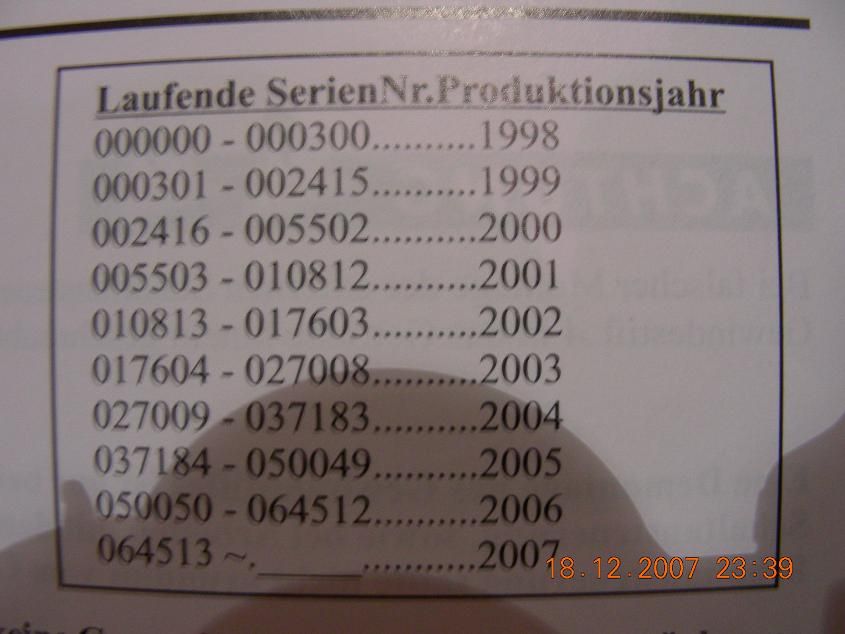 Laufende SerienNr.Produktionsjahr
000000 - 000300..........1998
000301 - 002415..........1999
002416 - 005502..........2000
005503 - 010812..........2001
010813 - 017603..........2002
017604 - 027008..........2003
027009 - 037183..........2004
037184 - 050049..........2005
050050 - 064512..........2006
064513 ~.______...........2007
18.12.2007 23:39